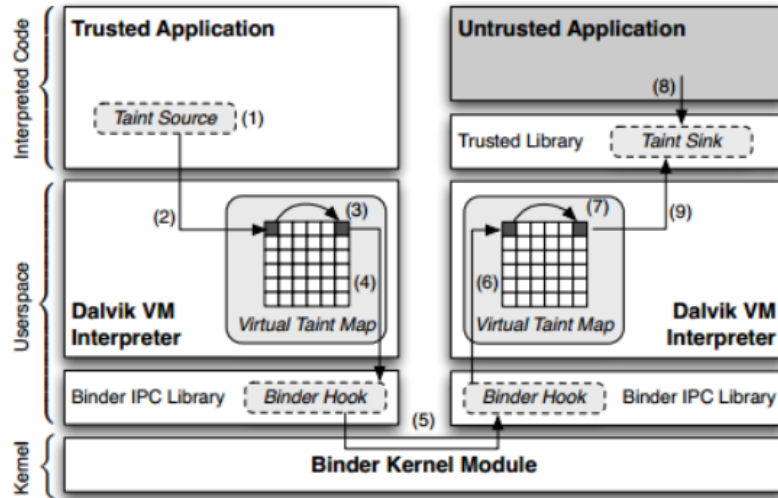 Trusted Application
Untrusted Application
Interpreted Code
Taint Source
(1)
(8)
Trusted Library
Taint Sink
(2)
(3)
(4)
(6)
(7)
(9)
Userspace
Dalvik VM
Interpreter
Virtual Taint Map
Virtual Taint Map
Dalvik VM
Interpreter
Binder IPC Library
Binder Hook
(5)
Binder Hook
Binder IPC Library
Kernel
Binder Kernel Module